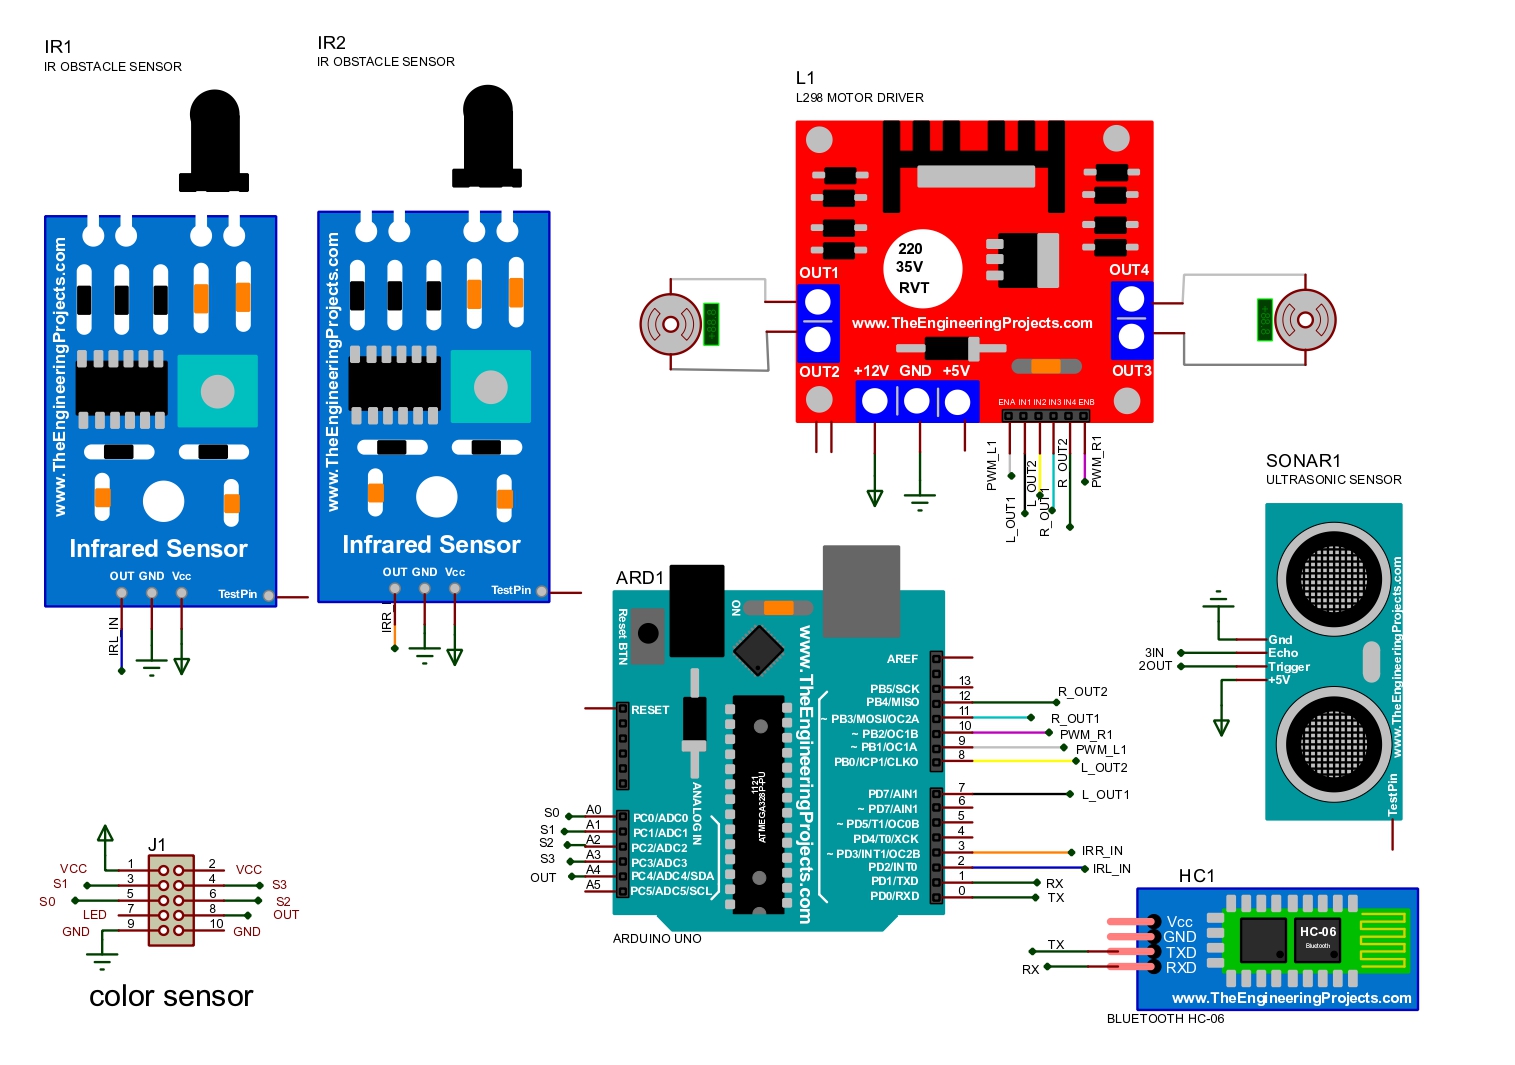 IR1
IR OBSTACLE SENSOR
www.TheEngineeringProjects.com
Infrared Sensor
OUT GND Vcc
TestPin
IRL_IN
IR2
IR OBSTACLE SENSOR
www.TheEngineeringProjects.com
Infrared Sensor
OUT GND Vcc
TestPin
IRR_
L1
L298 MOTOR DRIVER
220
35V
RVT
OUT1
OUT4
www.TheEngineeringProjects.com
OUT2
+12V GND +5V
OUT3
ENA IN1 IN2 IN3 IN4 ENB
PWM_L1
L_OUT1
L_OUT2
R_OUT1
R_OUT2
PWM_R1
SONAR1
ULTRASONIC SENSOR
www.TheEngineeringProjects.com
Gnd
3IN Echo
2OUT Trigger
+5V
TestPin
ARD1
Reset BTN
ON
www.TheEngineeringProjects.com
AREF
RESET
PB5/SCK 13
PB4/MISO 12 R_OUT2
~ PB3/MOSI/OC2A 11 R_OUT1
~ PB2/OC1B 10 PWM_R1
~ PB1/OC1A 9 PWM_L1
PB0/ICP1/CLKO 8 L_OUT2
1121
ATMEGA328P-PU
ANALOG IN
PD7/AIN1 7 L_OUT1
~ PD7/AIN1 6
~ PD5/T1/OC0B 5
PD4/T0/XCK 4
~ PD3/INT1/OC2B 3 IRR_IN
PD2/INT0 2 IRL_IN
PD1/TXD 1 RX
PD0/RXD 0 TX
S0 A0 PC0/ADC0
S1 A1 PC1/ADC1
S2 A2 PC2/ADC2
S3 A3 PC3/ADC3
OUT A4 PC4/ADC4/SDA
A5 PC5/ADC5/SCL
ARDUINO UNO
J1
VCC 1 2 VCC
S1 3 4 S3
S0 5 6 S2
LED 7 8 OUT
GND 9 10 GND
color sensor
HC1
Vcc
GND
TX TXD
RX RXD
HC-06
Bluetooth
www.TheEngineeringProjects.com
BLUETOOTH HC-06